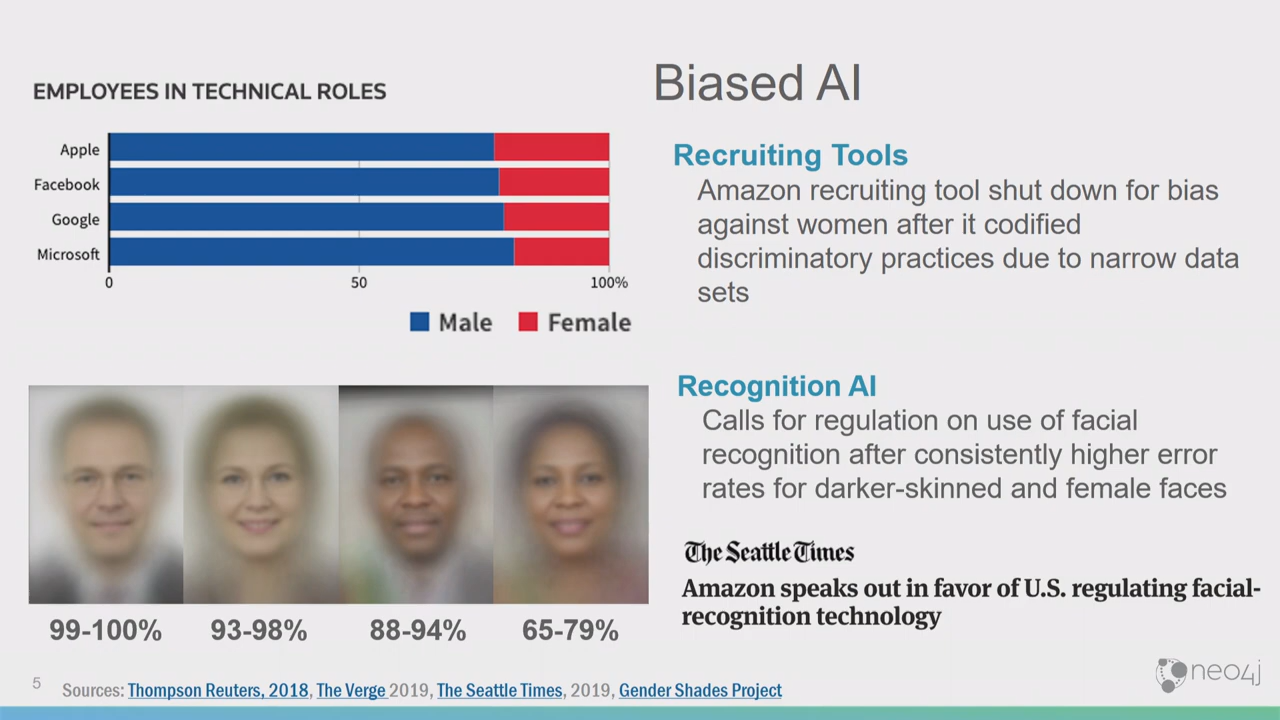 Biased AI
EMPLOYEES IN TECHNICAL ROLES
Apple
Facebook
Google
Microsoft
0 50 100%
Male Female
Recruiting Tools
Amazon recruiting tool shut down for bias
against women after it codified
discriminatory practices due to narrow data
sets
99-100% 93-98% 88-94% 65-79%
Recognition AI
Calls for regulation on use of facial
recognition after consistently higher error
rates for darker-skinned and female faces
The Seattle Times
Amazon speaks out in favor of U.S. regulating facial-
recognition technology
5
Sources: Thompson Reuters, 2018, The Verge 2019, The Seattle Times, 2019, Gender Shades Project
neo4j